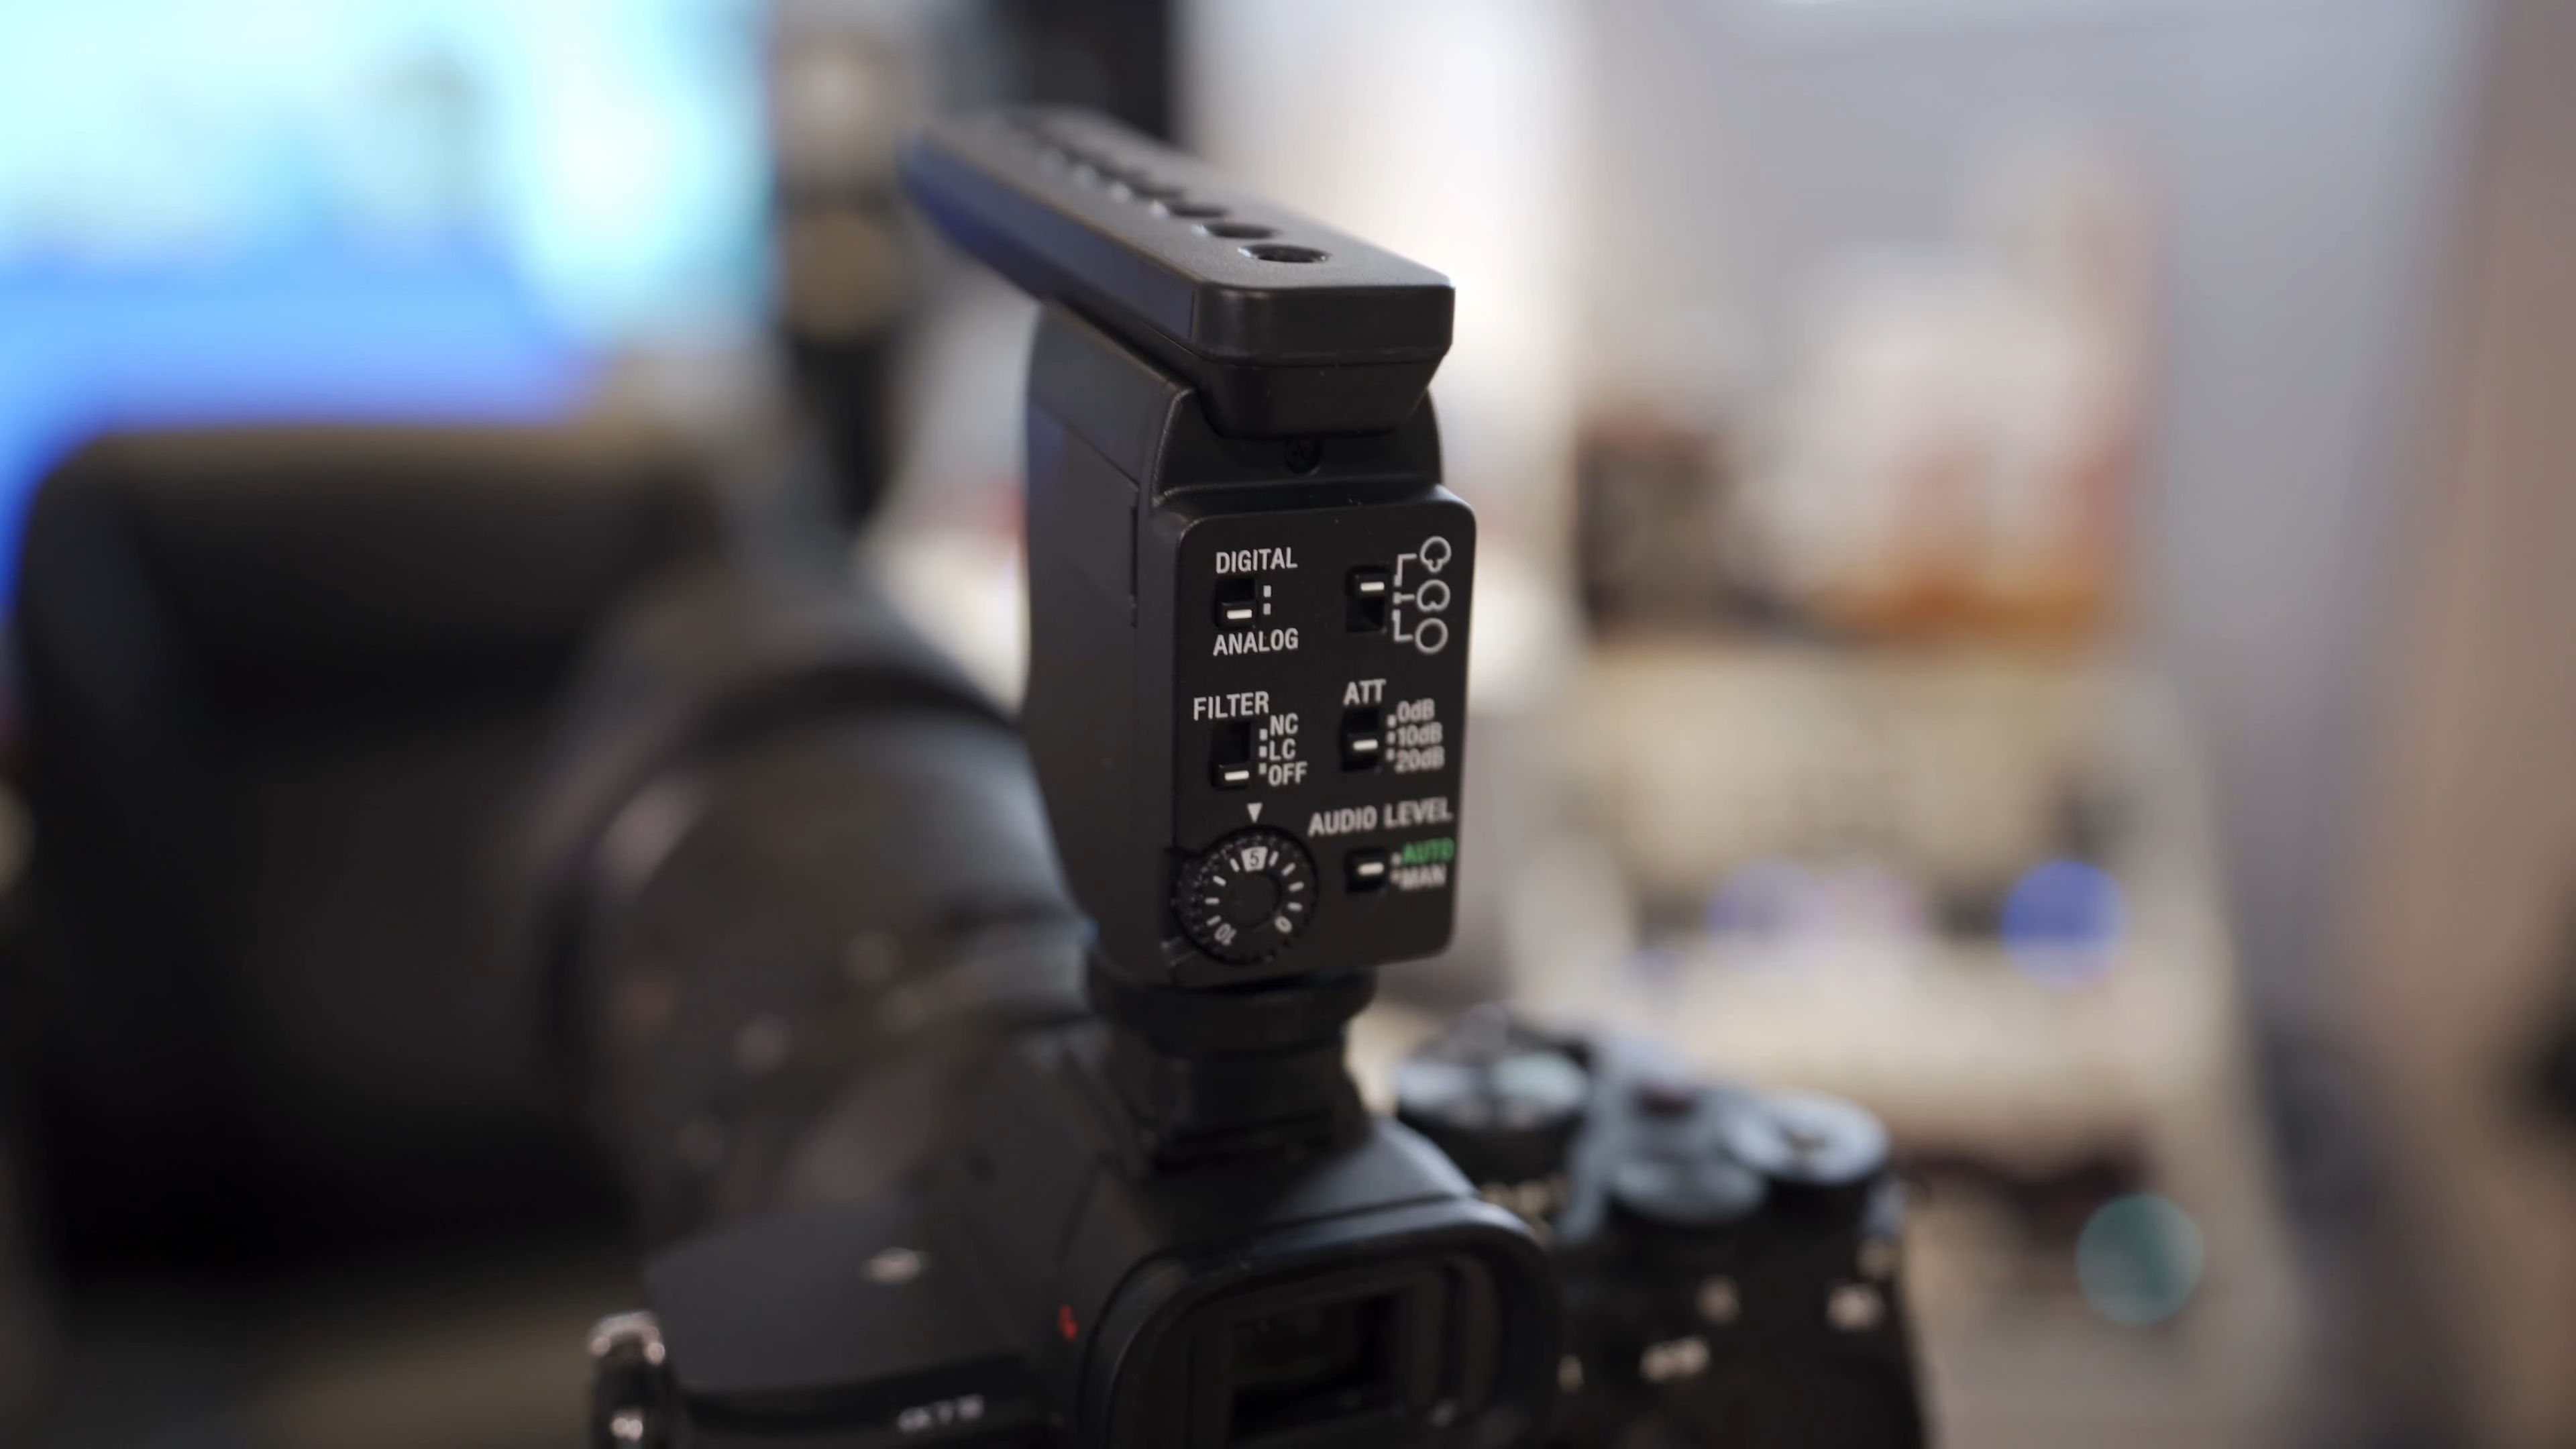 DIGITAL
ANALOG
FILTER
NC
LC
OFF
ATT
0dB
10dB
20dB
AUDIO LEVEL
AUTO
MAN
5
10
0